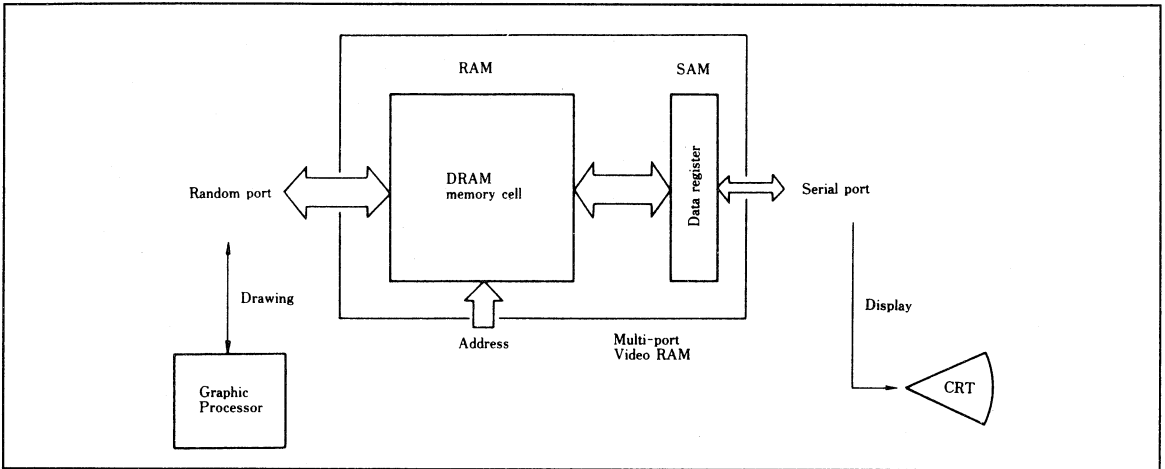 RAM
SAM
DRAM
memory cell
Data register
Random port
Serial port
Drawing
Display
Address
Multi-port
Video RAM
Graphic
Processor
CRT